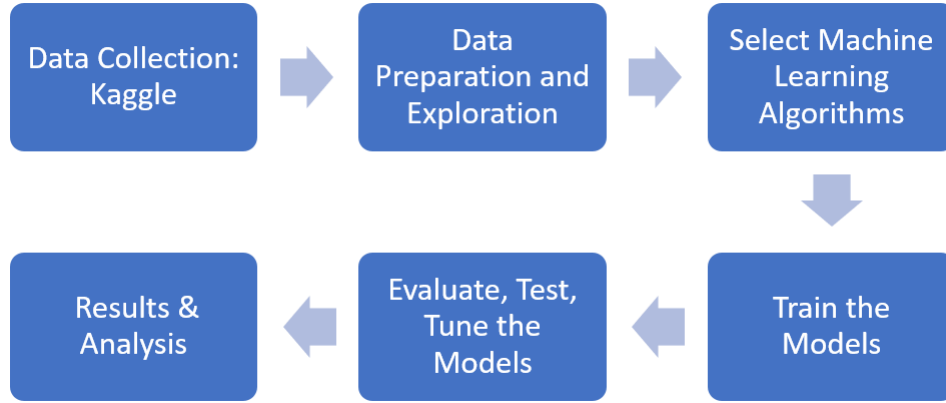 Data Collection:
Kaggle
Data
Preparation and
Exploration
Select Machine
Learning
Algorithms
Train the
Models
Evaluate, Test,
Tune the
Models
Results &
Analysis